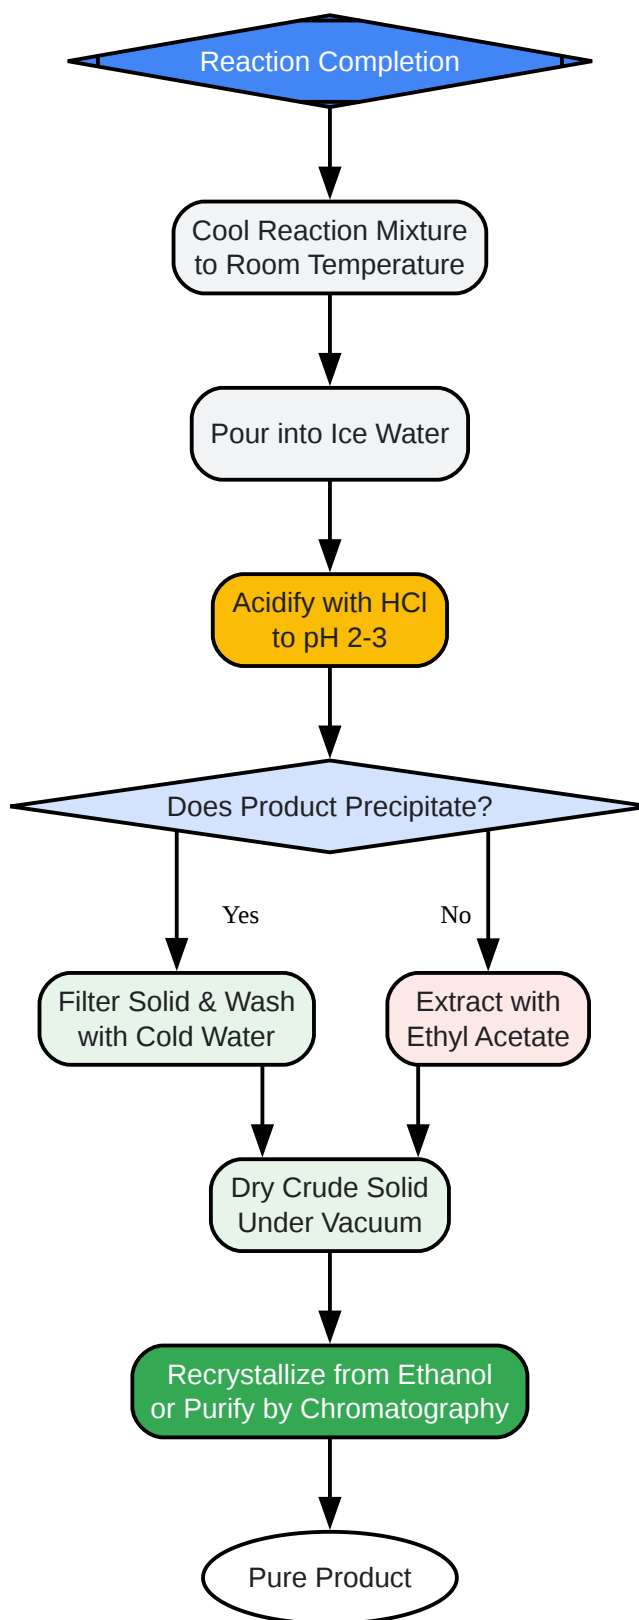 Reaction Completion
Cool Reaction Mixture
to Room Temperature
Pour into Ice Water
Acidify with HCl
to pH 2-3
Does Product Precipitate?
Yes
No
Filter Solid & Wash
with Cold Water
Extract with
Ethyl Acetate
Dry Crude Solid
Under Vacuum
Recrystallize from Ethanol
or Purify by Chromatography
Pure Product